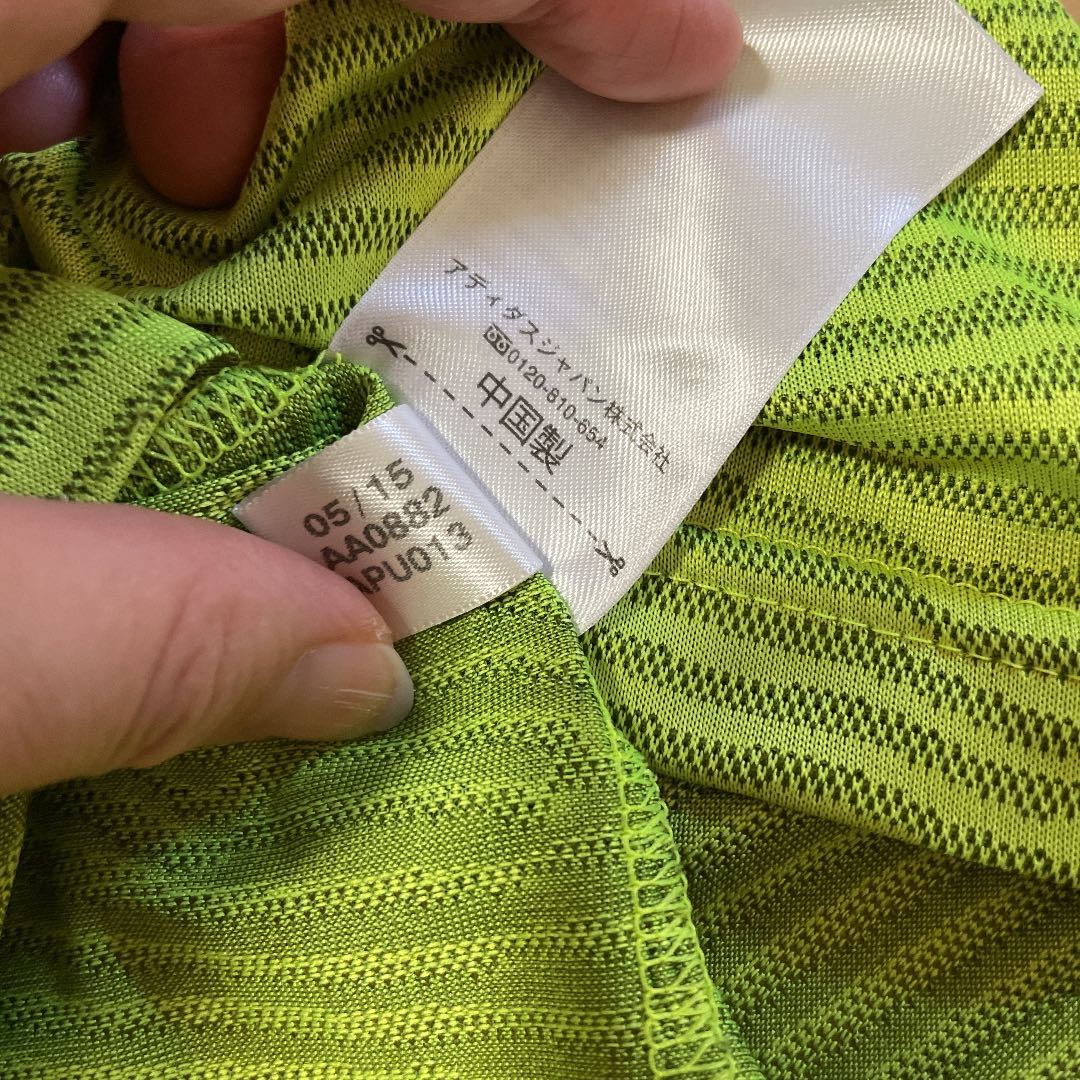 アディダスジャパン株式会社
0120-810-654
中国製
05/15
AA0882
APU013